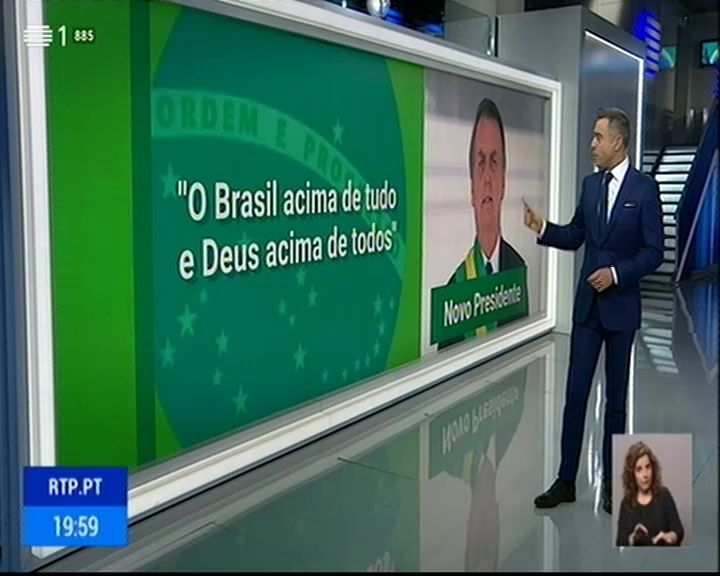 1 885
ORDEM E PRO
"O Brasil acima de tudo
e Deus acima de todos"
Novo Presidente
RTP.PT
19:59